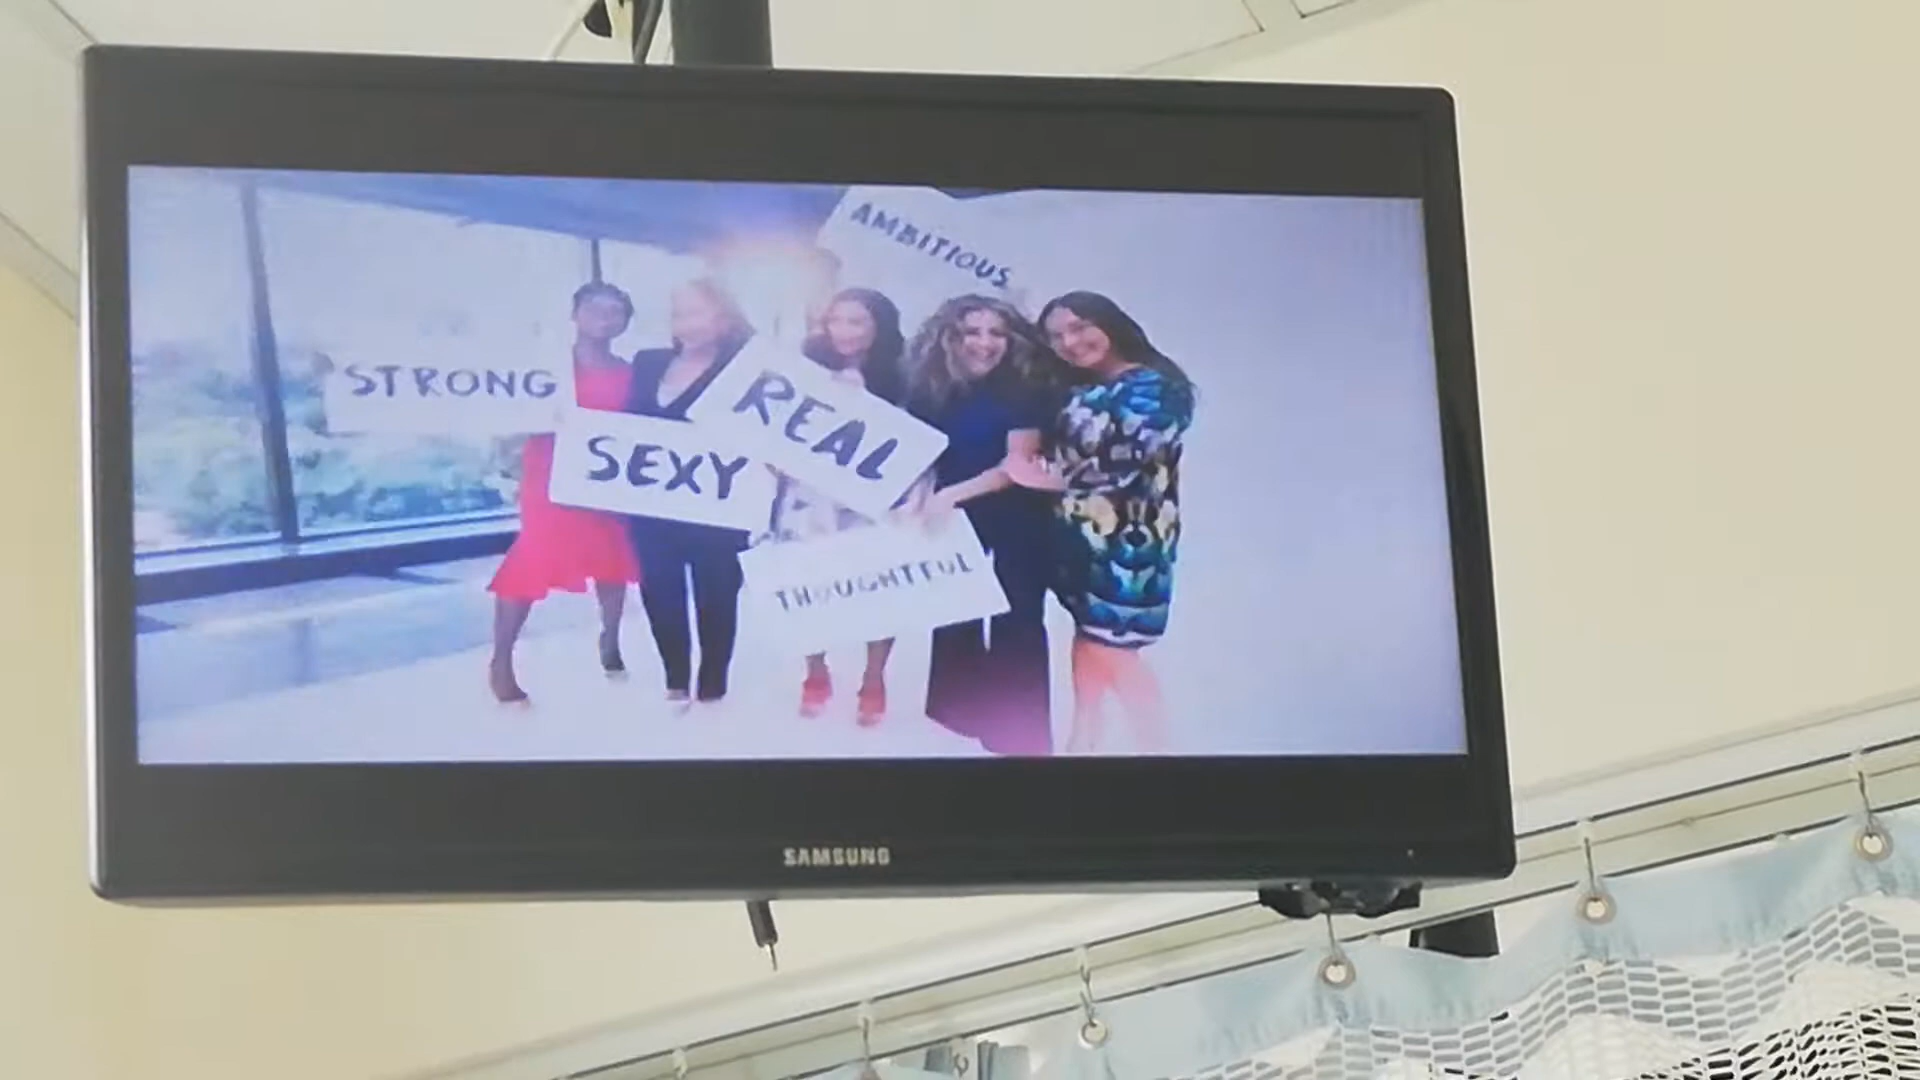 AMBITIOUS
STRONG
REAL
SEXY
THOUGHTFUL
SAMSUNG